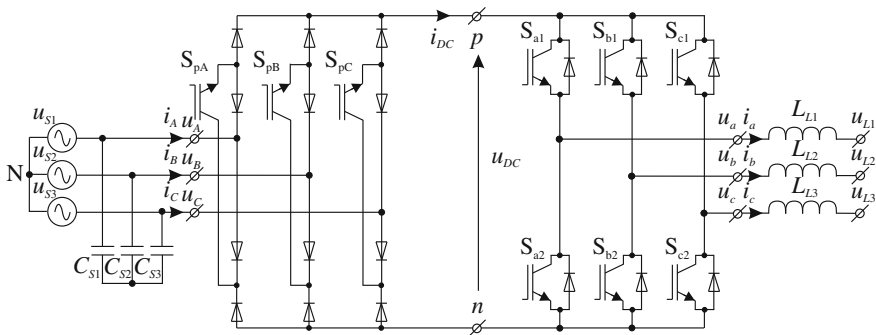 i_DC
p
S_a1
S_b1
S_c1
S_pA
S_pB
S_pC
u_S1
u_S2
u_S3
N
i_A
u_A
i_B
u_B
i_C
u_C
u_DC
u_a
i_a
L_L1
u_L1
u_b
i_b
L_L2
u_L2
u_c
i_c
L_L3
u_L3
C_S1
C_S2
C_S3
S_a2
S_b2
S_c2
n